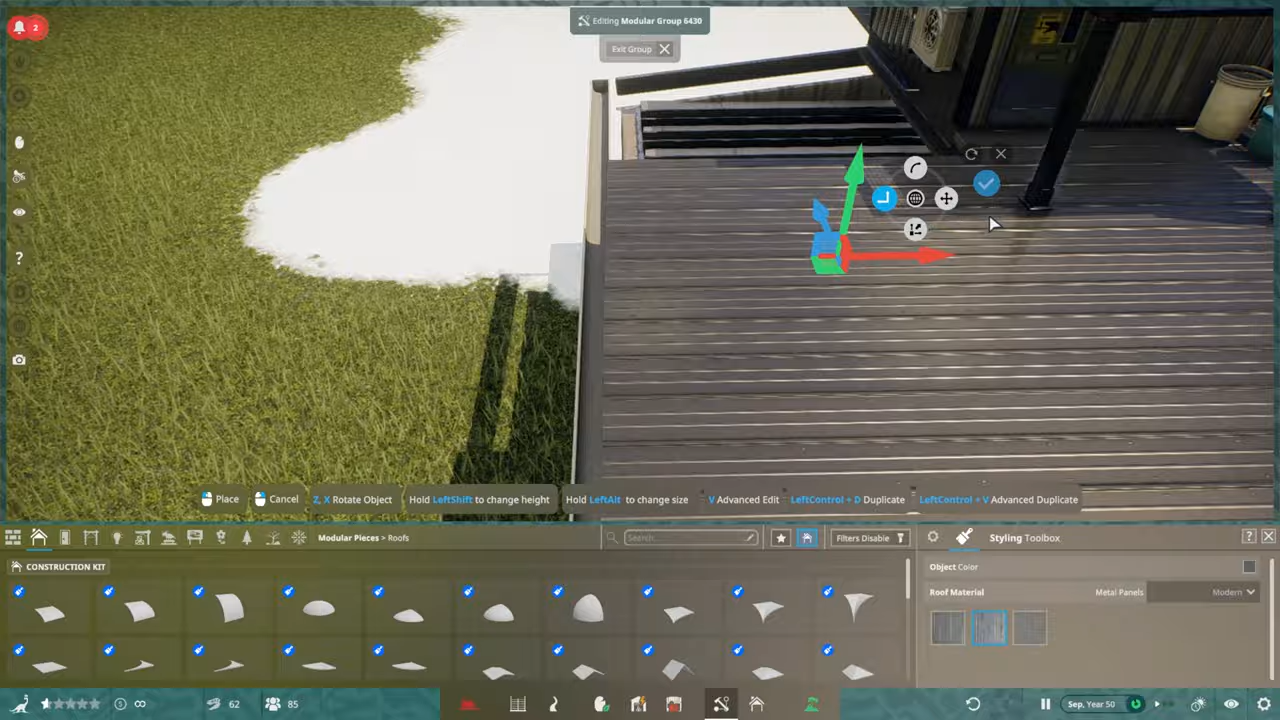 2
Editing Modular Group 6430
Exit Group
?
Place
Cancel
Z, X Rotate Object
Hold LeftShift to change height
Hold LeftAlt to change size
V Advanced Edit
LeftControl + D Duplicate
LeftControl + V Advanced Duplicate
Modular Pieces > Roofs
Search...
Filters Disable
Styling Toolbox
?
CONSTRUCTION KIT
Object Color
Roof Material
Metal Panels
Modern
62
85
Sep, Year 50